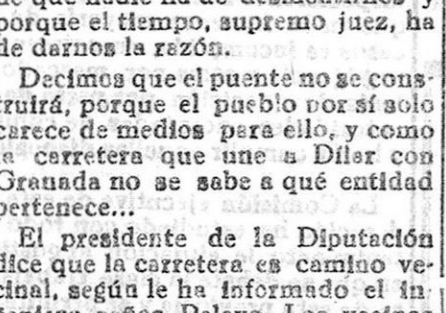 porque el tiempo, supremo juez, ha
de darnos la razón.
Decimos que el puente no se cons-
truirá, porque el pueblo por sí solo
carece de medios para ello, y como
la carretera que une a Dílar con
Granada no se sabe a qué entidad
pertenece...
El presidente de la Diputación
dice que la carretera es camino ve-
cinal, según le ha informado el in-